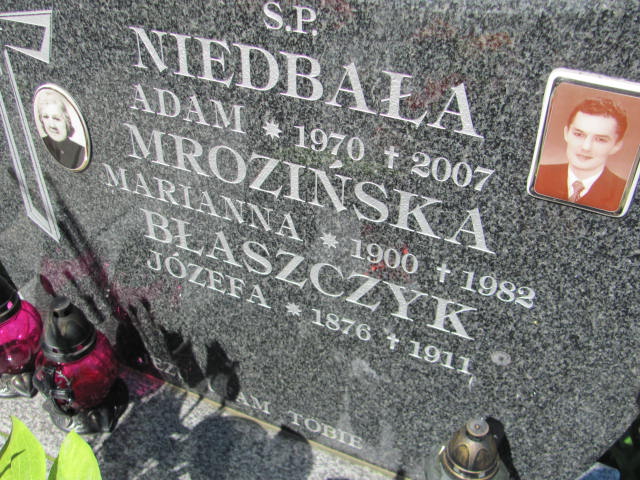 Ś.P.
NIEDBAŁA
ADAM * 1970 † 2007
MROZIŃSKA
MARIANNA * 1900 † 1982
BŁASZCZYK
JÓZEFA * 1876 † 1911
TOBIE